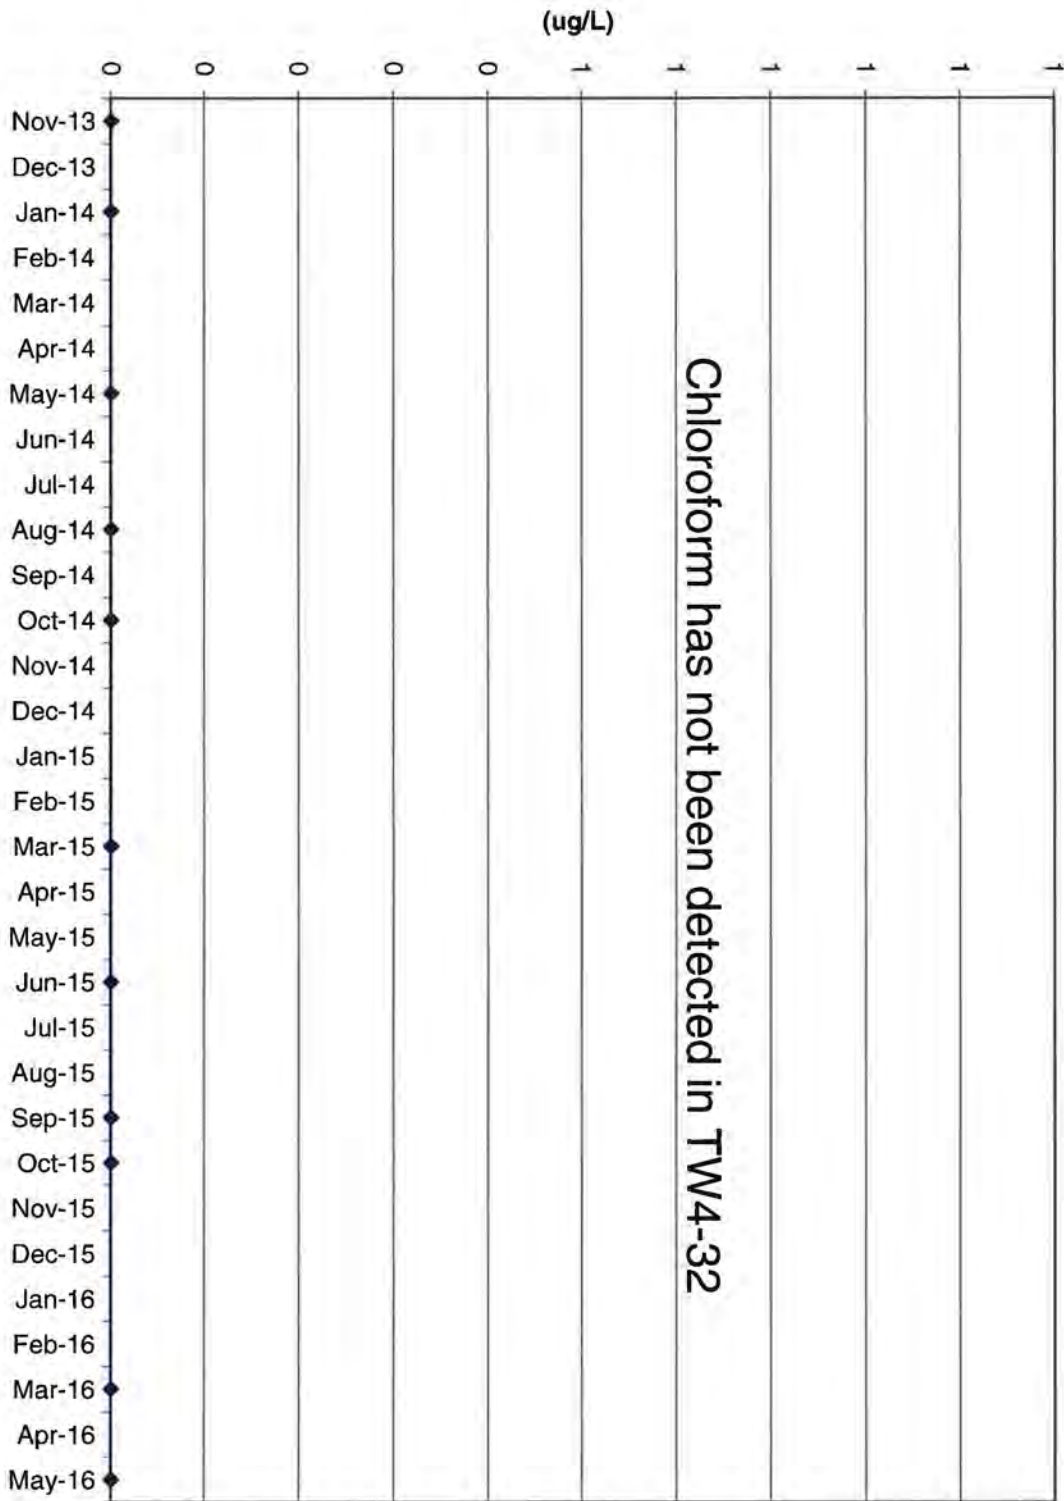 (ug/L)
0
0
0
0
0
1
1
1
1
1
1
Nov-13
Dec-13
Jan-14
Feb-14
Mar-14
Apr-14
May-14
Jun-14
Jul-14
Aug-14
Sep-14
Oct-14
Nov-14
Dec-14
Jan-15
Feb-15
Mar-15
Apr-15
May-15
Jun-15
Jul-15
Aug-15
Sep-15
Oct-15
Nov-15
Dec-15
Jan-16
Feb-16
Mar-16
Apr-16
May-16
Chloroform has not been detected in TW4-32